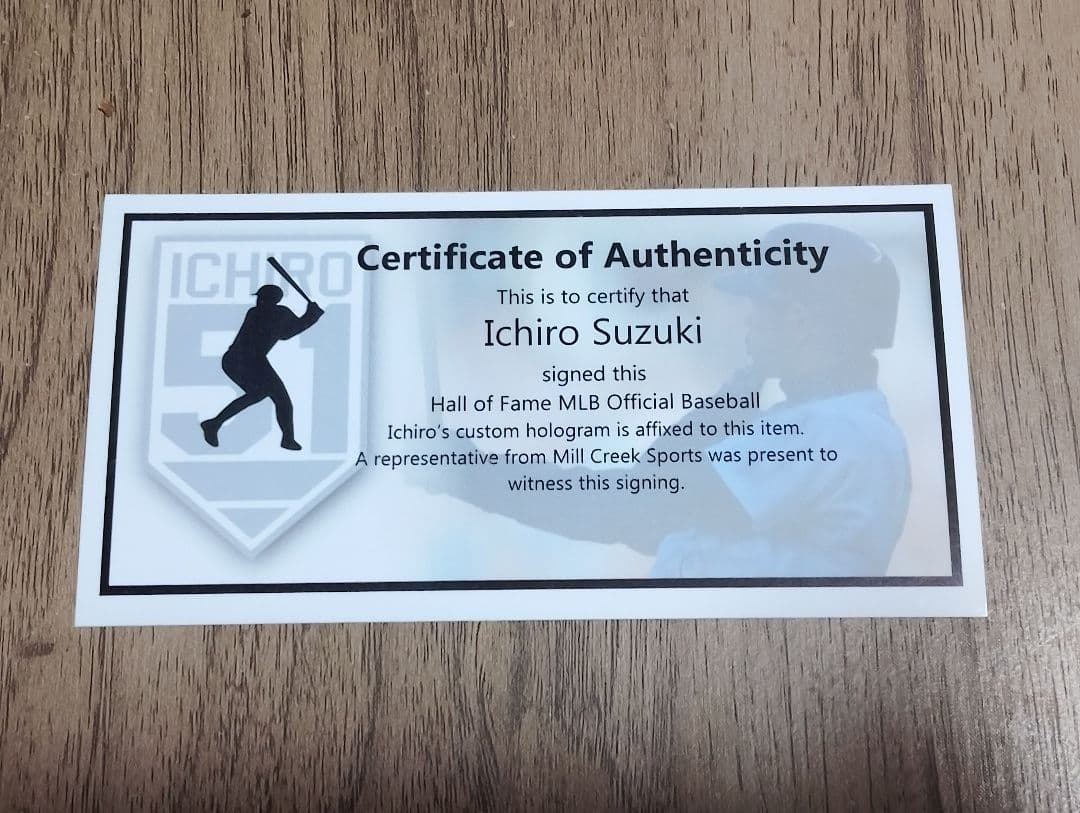 ICHIRO
51
Certificate of Authenticity
This is to certify that
Ichiro Suzuki
signed this
Hall of Fame MLB Official Baseball
Ichiro's custom hologram is affixed to this item.
A representative from Mill Creek Sports was present to
witness this signing.